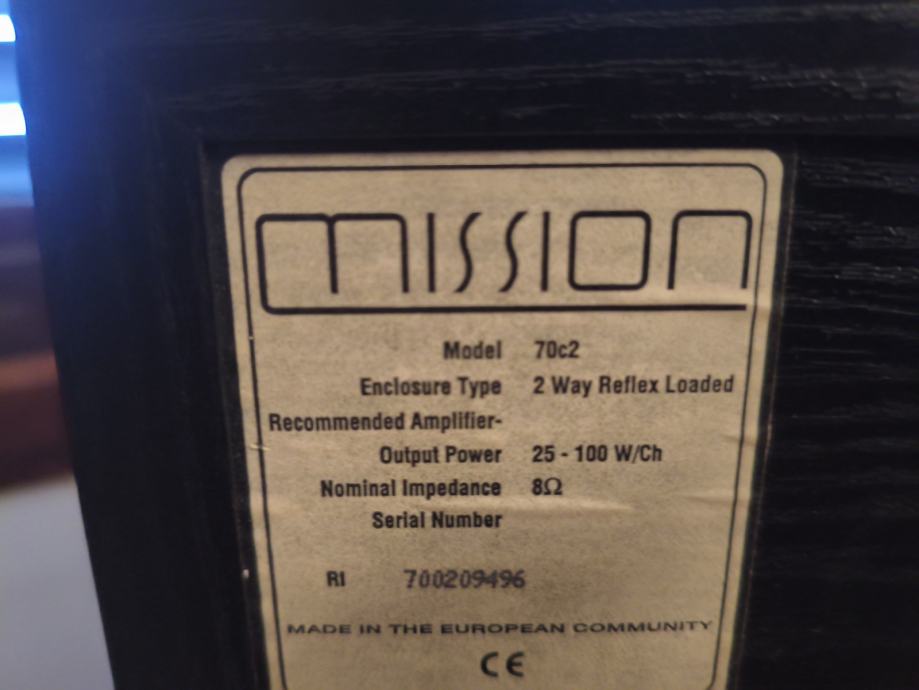 mission
Model 70c2
Enclosure Type 2 Way Reflex Loaded
Recommended Amplifier-
Output Power 25 - 100 W/Ch
Nominal Impedance 8Ω
Serial Number
RI 700209496
MADE IN THE EUROPEAN COMMUNITY
CE